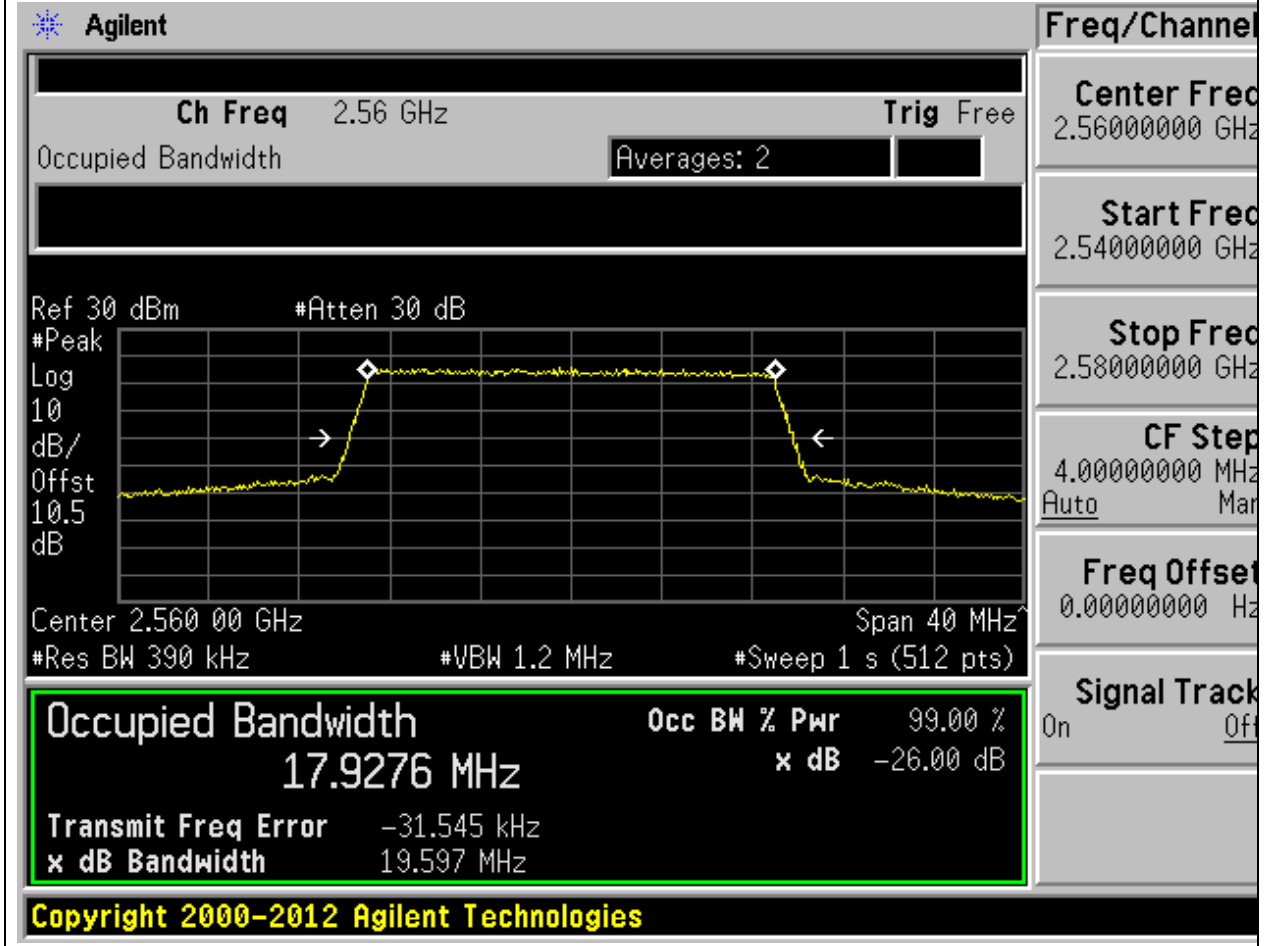 Agilent
Freq/Channel
Ch Freq 2.56 GHz Trig Free
Occupied Bandwidth Averages: 2
Center Freq
2.56000000 GHz
Start Freq
2.54000000 GHz
Stop Freq
2.58000000 GHz
CF Step
4.00000000 MHz
Auto Man
Freq Offset
0.00000000 Hz
Signal Track
On Off
Ref 30 dBm #Atten 30 dB
#Peak
Log
10
dB/
Offst
10.5
dB
Center 2.560 00 GHz Span 40 MHz^
#Res BW 390 kHz #VBW 1.2 MHz #Sweep 1 s (512 pts)
Occupied Bandwidth Occ BW % Pwr 99.00 %
17.9276 MHz x dB -26.00 dB
Transmit Freq Error -31.545 kHz
x dB Bandwidth 19.597 MHz
Copyright 2000-2012 Agilent Technologies